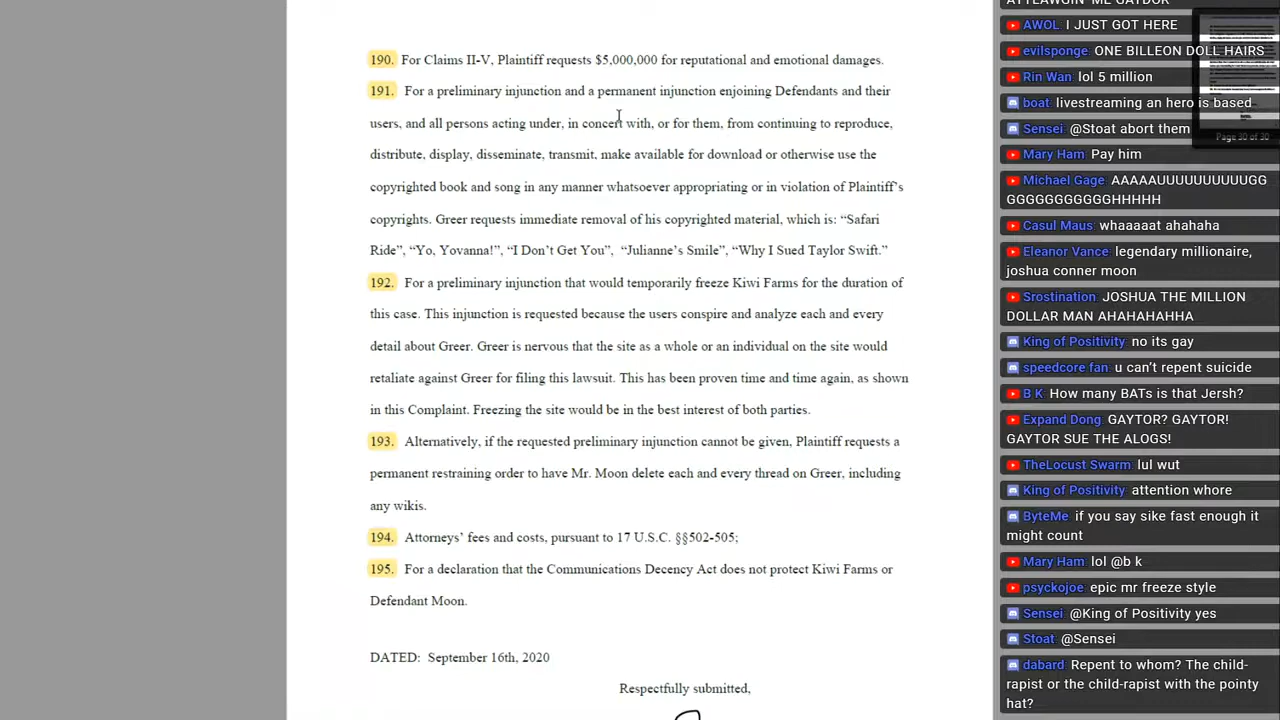 190. For Claims II-V, Plaintiff requests $5,000,000 for reputational and emotional damages.
191. For a preliminary injunction and a permanent injunction enjoining Defendants and their
users, and all persons acting under, in concert with, or for them, from continuing to reproduce,
distribute, display, disseminate, transmit, make available for download or otherwise use the
copyrighted book and song in any manner whatsoever appropriating or in violation of Plaintiff's
copyrights. Greer requests immediate removal of his copyrighted material, which is: “Safari
Ride”, “Yo, Yovanna!”, “I Don’t Get You”, “Julianne’s Smile”, “Why I Sued Taylor Swift.”
192. For a preliminary injunction that would temporarily freeze Kiwi Farms for the duration of
this case. This injunction is requested because the users conspire and analyze each and every
detail about Greer. Greer is nervous that the site as a whole or an individual on the site would
retaliate against Greer for filing this lawsuit. This has been proven time and time again, as shown
in this Complaint. Freezing the site would be in the best interest of both parties.
193. Alternatively, if the requested preliminary injunction cannot be given, Plaintiff requests a
permanent restraining order to have Mr. Moon delete each and every thread on Greer, including
any wikis.
194. Attorneys’ fees and costs, pursuant to 17 U.S.C. §§502-505;
195. For a declaration that the Communications Decency Act does not protect Kiwi Farms or
Defendant Moon.
DATED: September 16th, 2020
Respectfully submitted,
AWOL: I JUST GOT HERE
evilsponge: ONE BILLEON DOLL HAIRS
Rin Wan: lol 5 million
boat: livestreaming an hero is based
Sensei: @Stoat abort them
Mary Ham: Pay him
Michael Gage: AAAAAUUUUUUUUUUGG
GGGGGGGGGGGHHHHH
Casul Maus: whaaaaat ahahaha
Eleanor Vance: legendary millionaire,
joshua conner moon
Srostination: JOSHUA THE MILLION
DOLLAR MAN AHAHAHAHHA
King of Positivity: no its gay
speedcore fan: u can't repent suicide
B K: How many BATs is that Jersh?
Expand Dong: GAYTOR? GAYTOR!
GAYTOR SUE THE ALOGS!
TheLocust Swarm: lul wut
King of Positivity: attention whore
ByteMe: if you say sike fast enough it
might count
Mary Ham: lol @b k
psyckojoe: epic mr freeze style
Sensei: @King of Positivity yes
Stoat: @Sensei
dabard: Repent to whom? The child-
rapist or the child-rapist with the pointy
hat?
Page 30 of 30